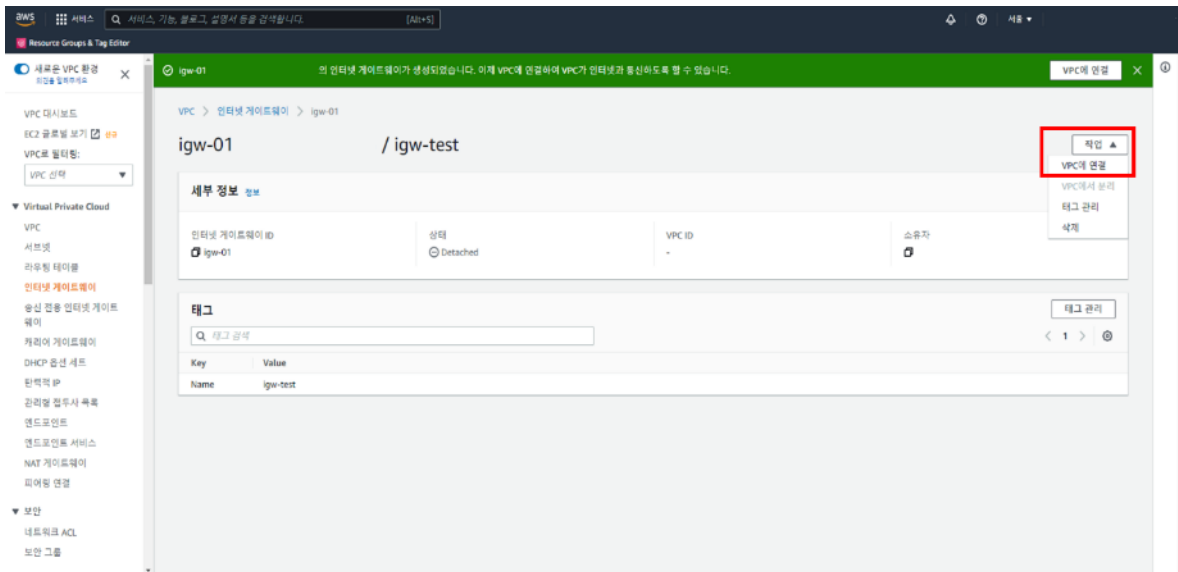 aws
서비스
서비스, 기능, 블로그, 설명서 등을 검색합니다.
[Alt+S]
서울 ▼
Resource Groups & Tag Editor
새로운 VPC 환경
의견을 알려주세요
igw-01 의 인터넷 게이트웨이가 생성되었습니다. 이제 VPC에 연결하여 VPC가 인터넷과 통신하도록 할 수 있습니다.
VPC에 연결
VPC 대시보드
EC2 글로벌 보기 신규
VPC로 필터링:
VPC 선택
▼ Virtual Private Cloud
VPC
서브넷
라우팅 테이블
인터넷 게이트웨이
송신 전용 인터넷 게이트
웨이
캐리어 게이트웨이
DHCP 옵션 세트
탄력적 IP
관리형 접두사 목록
엔드포인트
엔드포인트 서비스
NAT 게이트웨이
피어링 연결
▼ 보안
네트워크 ACL
보안 그룹
VPC > 인터넷 게이트웨이 > igw-01
igw-01 / igw-test
작업 ▲
VPC에 연결
VPC에서 분리
태그 관리
삭제
세부 정보 정보
인터넷 게이트웨이 ID
igw-01
상태
Detached
VPC ID
-
소유자
태그
태그 관리
태그 검색
< 1 >
Key Value
Name igw-test